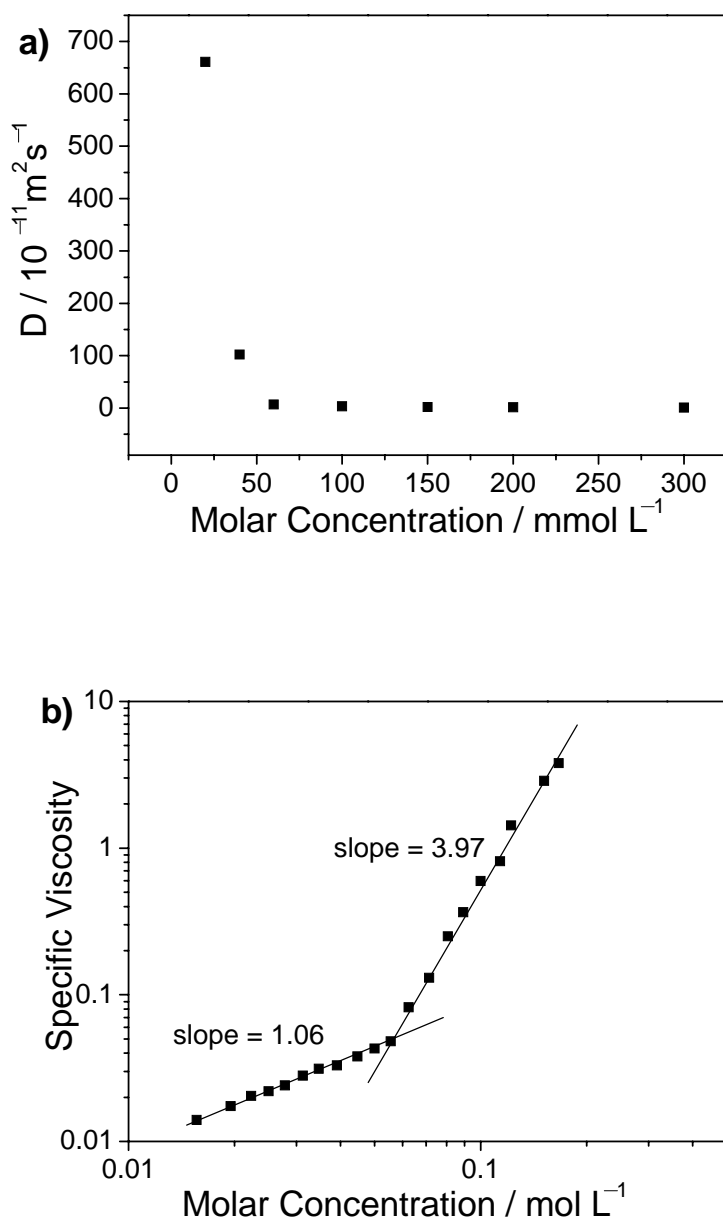 a)
700
600
500
400
300
200
100
0
D / 10⁻¹¹m²s⁻¹
0 50 100 150 200 250 300
Molar Concentration / mmol L⁻¹
b)
10
1
0.1
0.01
Specific Viscosity
slope = 3.97
slope = 1.06
0.01 0.1
Molar Concentration / mol L⁻¹